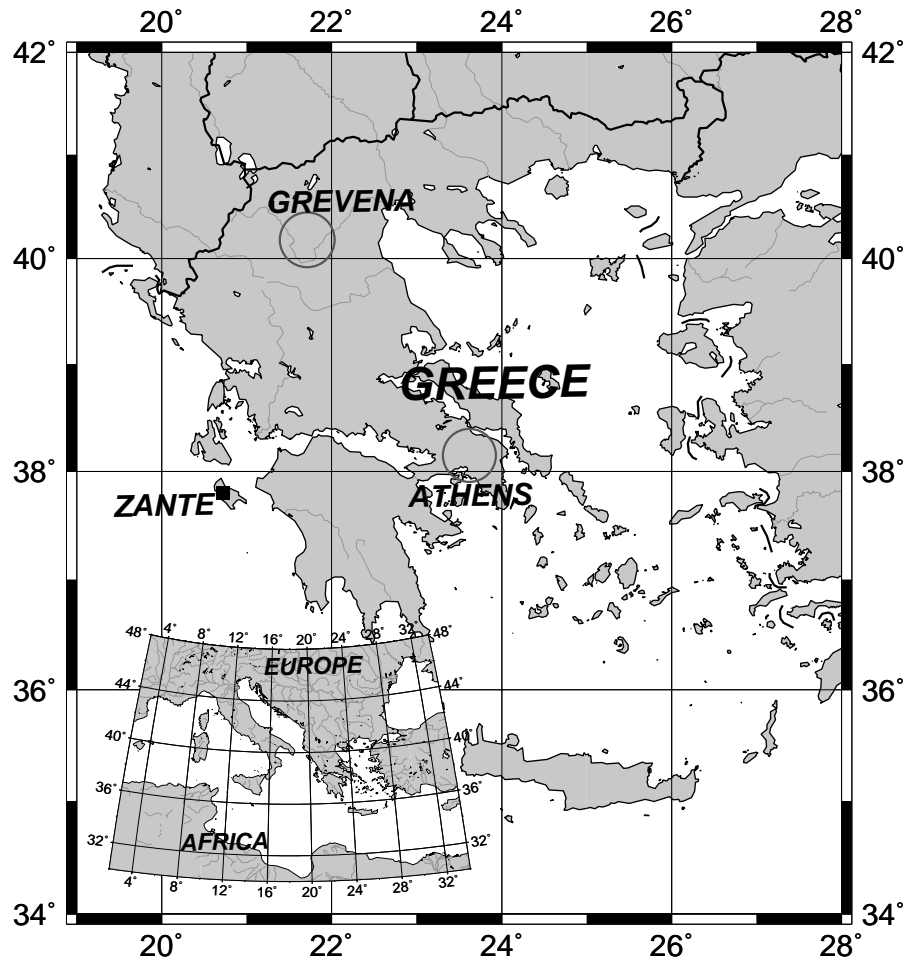 20° 22° 24° 26° 28°
42° 42°
GREVENA
40° 40°
GREECE
38° 38°
ZANTE ATHENS
48° 4° 8° 12° 16° 20° 24° 28° 32° 48°
EUROPE
44° 44°
36° 36°
40° 40°
36° 36°
AFRICA
32° 32°
4° 8° 12° 16° 20° 24° 28° 32°
34° 34°
20° 22° 24° 26° 28°